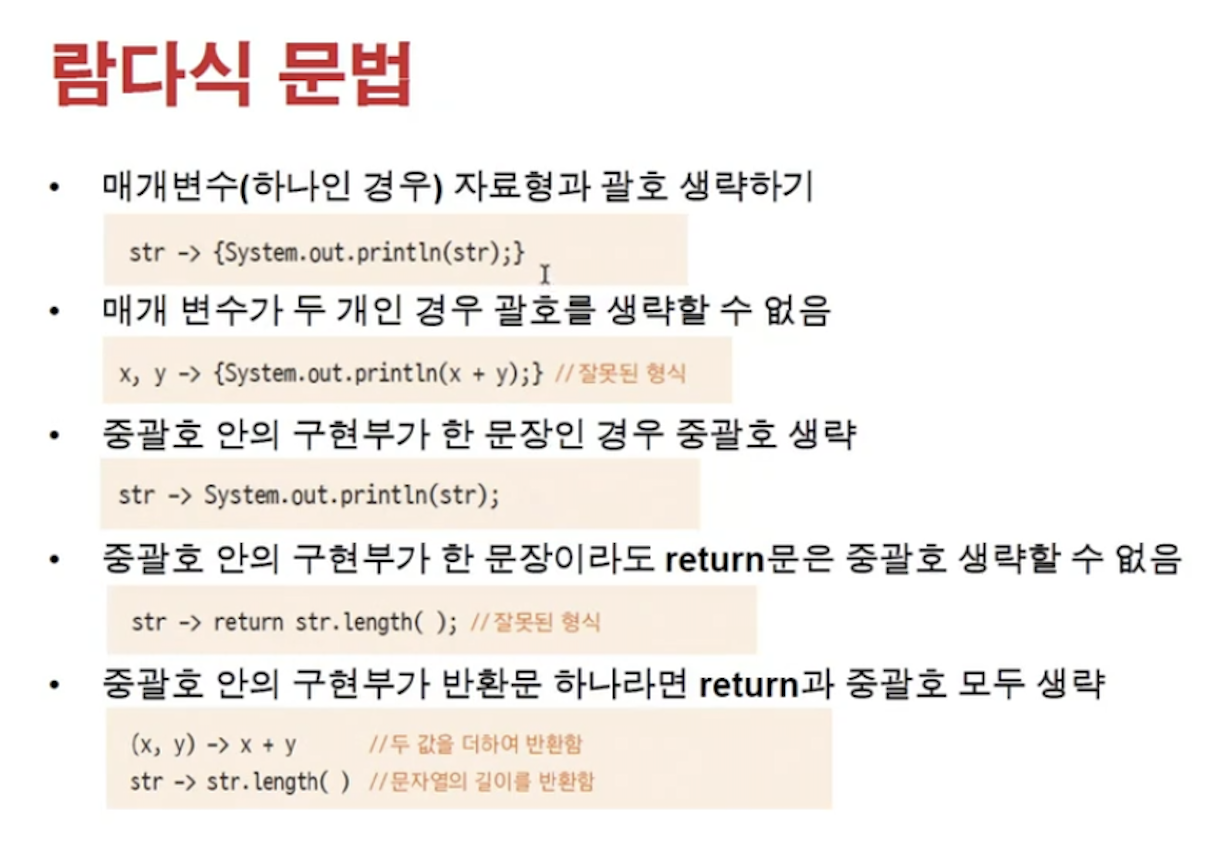 람다식 문법
• 매개변수(하나인 경우) 자료형과 괄호 생략하기
str -> {System.out.println(str);}
• 매개 변수가 두 개인 경우 괄호를 생략할 수 없음
x, y -> {System.out.println(x + y);} //잘못된 형식
• 중괄호 안의 구현부가 한 문장인 경우 중괄호 생략
str -> System.out.println(str);
• 중괄호 안의 구현부가 한 문장이라도 return문은 중괄호 생략할 수 없음
str -> return str.length( ); //잘못된 형식
• 중괄호 안의 구현부가 반환문 하나라면 return과 중괄호 모두 생략
(x, y) -> x + y //두 값을 더하여 반환함
str -> str.length( ) //문자열의 길이를 반환함